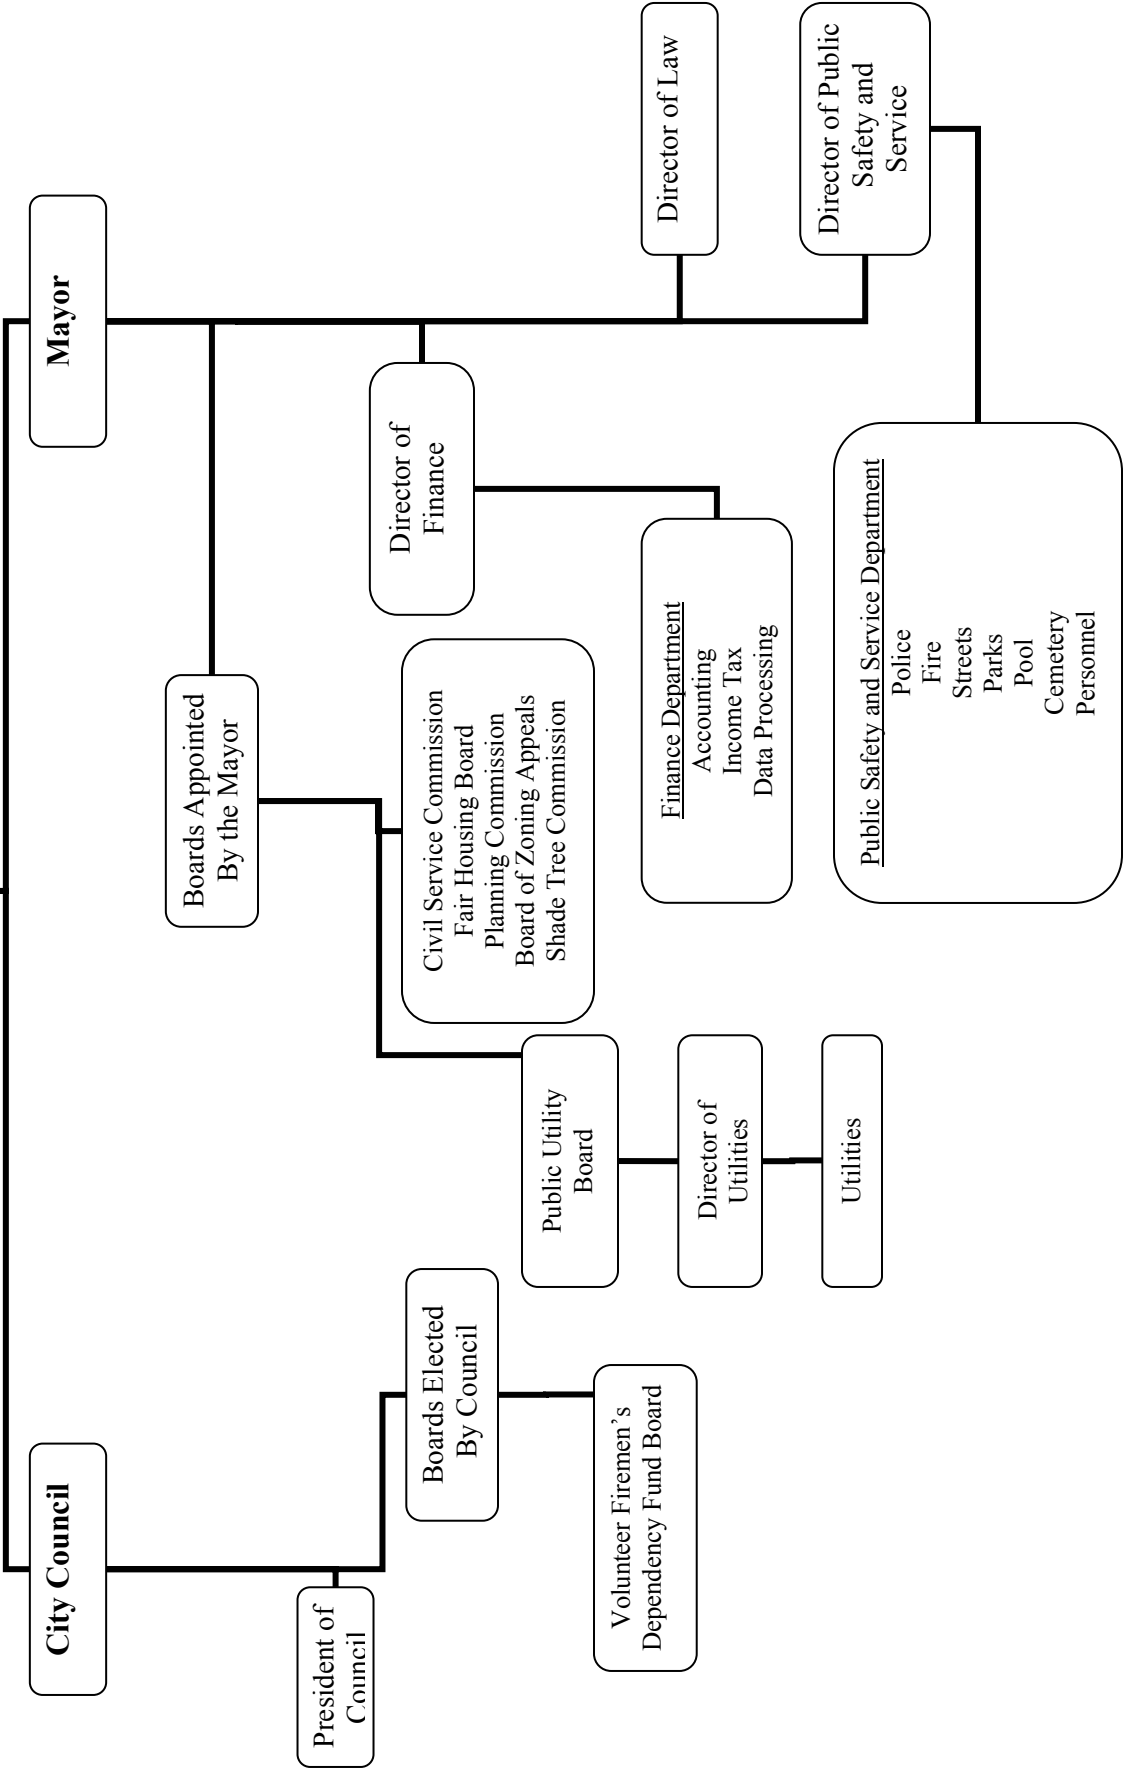 City Council
Mayor
President of
Council
Boards Elected
By Council
Volunteer Firemen’s
Dependency Fund Board
Boards Appointed
By the Mayor
Public Utility
Board
Director of
Utilities
Utilities
Civil Service Commission
Fair Housing Board
Planning Commission
Board of Zoning Appeals
Shade Tree Commission
Director of
Finance
Finance Department
Accounting
Income Tax
Data Processing
Director of Law
Director of Public
Safety and
Service
Public Safety and Service Department
Police
Fire
Streets
Parks
Pool
Cemetery
Personnel